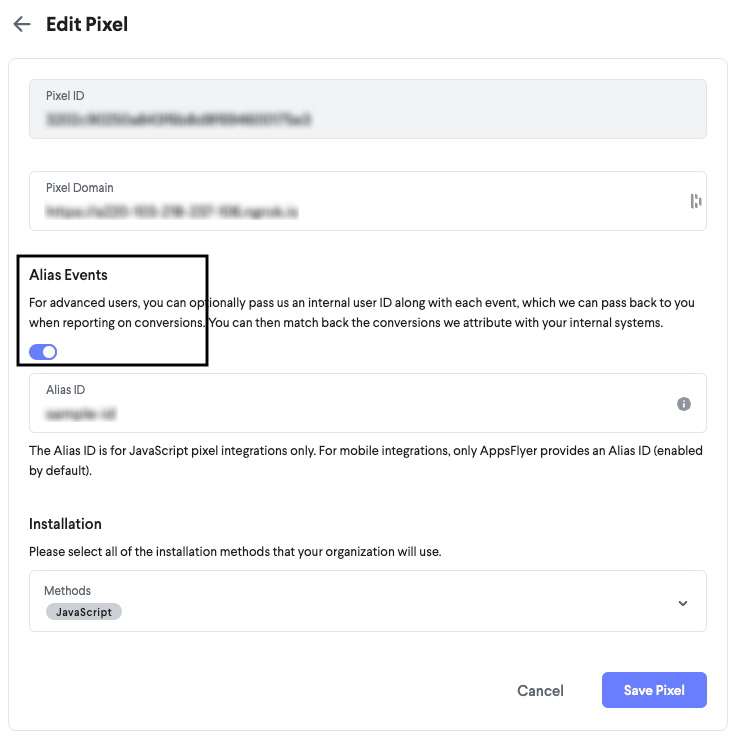 Edit Pixel
Pixel ID
Pixel Domain
Alias Events
For advanced users, you can optionally pass us an internal user ID along with each event, which we can pass back to you
when reporting on conversions. You can then match back the conversions we attribute with your internal systems.
Alias ID
The Alias ID is for JavaScript pixel integrations only. For mobile integrations, only AppsFlyer provides an Alias ID (enabled
by default).
Installation
Please select all of the installation methods that your organization will use.
Methods
JavaScript
Cancel
Save Pixel